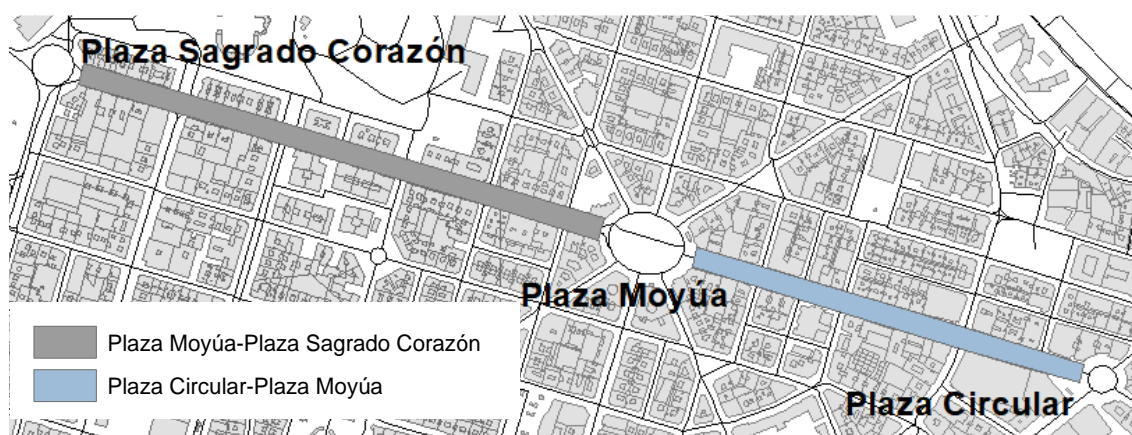 Plaza Sagrado Corazón
Plaza Moyúa
Plaza Moyúa-Plaza Sagrado Corazón
Plaza Circular-Plaza Moyúa
Plaza Circular